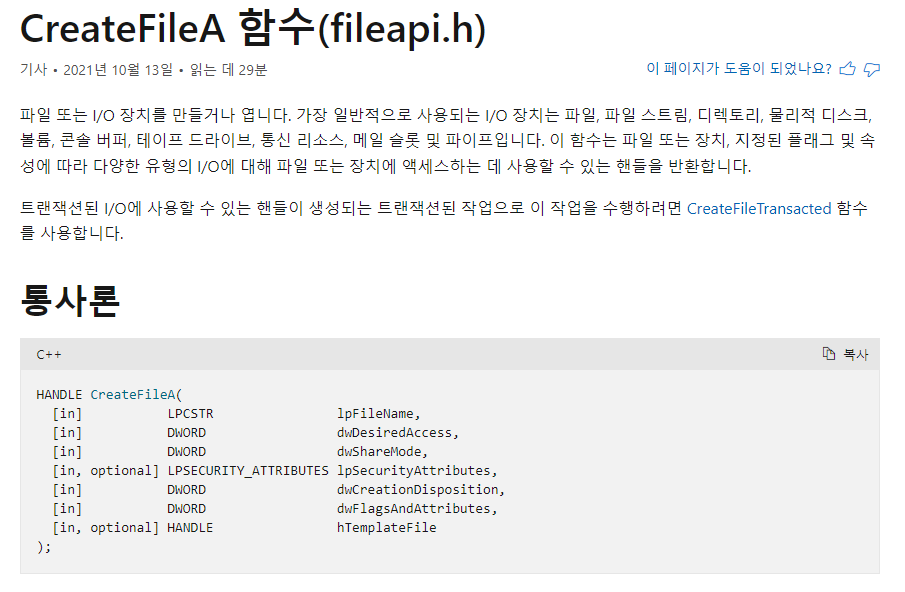 CreateFileA 함수(fileapi.h)
기사 • 2021년 10월 13일 • 읽는 데 29분
이 페이지가 도움이 되었나요?
파일 또는 I/O 장치를 만들거나 엽니다. 가장 일반적으로 사용되는 I/O 장치는 파일, 파일 스트림, 디렉토리, 물리적 디스크,
볼륨, 콘솔 버퍼, 테이프 드라이브, 통신 리소스, 메일 슬롯 및 파이프입니다. 이 함수는 파일 또는 장치, 지정된 플래그 및 속
성에 따라 다양한 유형의 I/O에 대해 파일 또는 장치에 액세스하는 데 사용할 수 있는 핸들을 반환합니다.
트랜잭션된 I/O에 사용할 수 있는 핸들이 생성되는 트랜잭션된 작업으로 이 작업을 수행하려면 CreateFileTransacted 함수
를 사용합니다.
통사론
C++
복사
HANDLE CreateFileA(
[in] LPCSTR lpFileName,
[in] DWORD dwDesiredAccess,
[in] DWORD dwShareMode,
[in, optional] LPSECURITY_ATTRIBUTES lpSecurityAttributes,
[in] DWORD dwCreationDisposition,
[in] DWORD dwFlagsAndAttributes,
[in, optional] HANDLE hTemplateFile
);